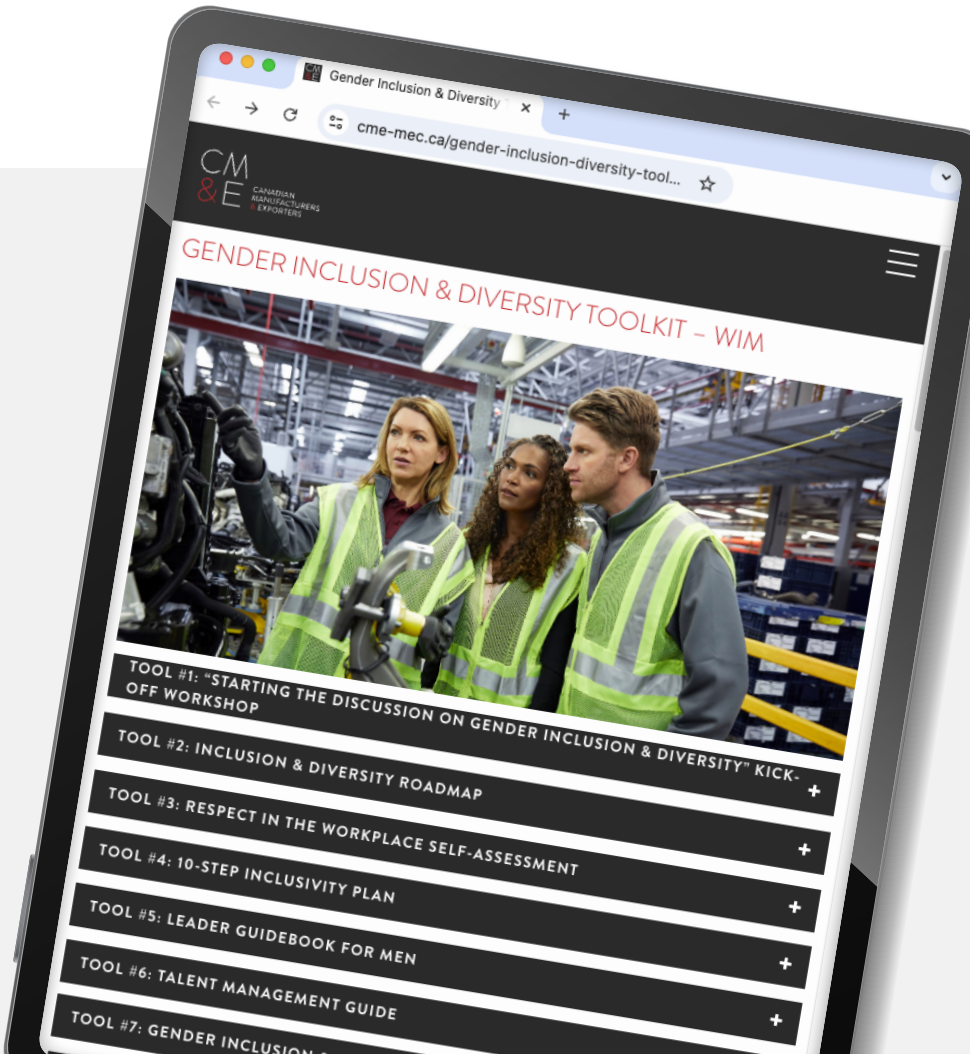 Gender Inclusion & Diversity
cme-mec.ca/gender-inclusion-diversity-tool...
CM
&E
CANADIAN
MANUFACTURERS
& EXPORTERS
GENDER INCLUSION & DIVERSITY TOOLKIT – WIM
TOOL #1: “STARTING THE DISCUSSION ON GENDER INCLUSION & DIVERSITY” KICK-
OFF WORKSHOP
TOOL #2: INCLUSION & DIVERSITY ROADMAP
TOOL #3: RESPECT IN THE WORKPLACE SELF-ASSESSMENT
TOOL #4: 10-STEP INCLUSIVITY PLAN
TOOL #5: LEADER GUIDEBOOK FOR MEN
TOOL #6: TALENT MANAGEMENT GUIDE
TOOL #7: GENDER INCLUSION